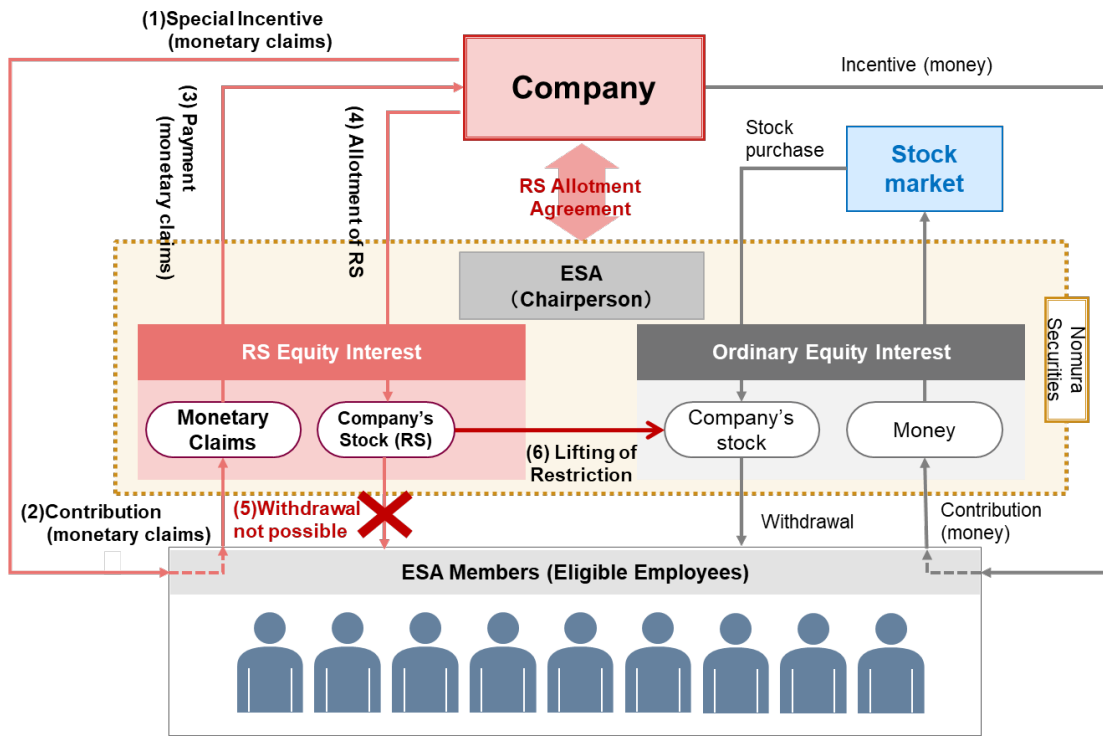 (1)Special Incentive
(monetary claims)
Company
Incentive (money)
(3) Payment
(monetary claims)
(4) Allotment of RS
Stock
purchase
Stock
market
RS Allotment
Agreement
ESA
（Chairperson）
Nomura
Securities
RS Equity Interest
Ordinary Equity Interest
Monetary
Claims
Company's
Stock (RS)
Company's
stock
Money
(6) Lifting of
Restriction
(2)Contribution
(monetary claims)
(5)Withdrawal
not possible
Withdrawal
Contribution
(money)
ESA Members (Eligible Employees)